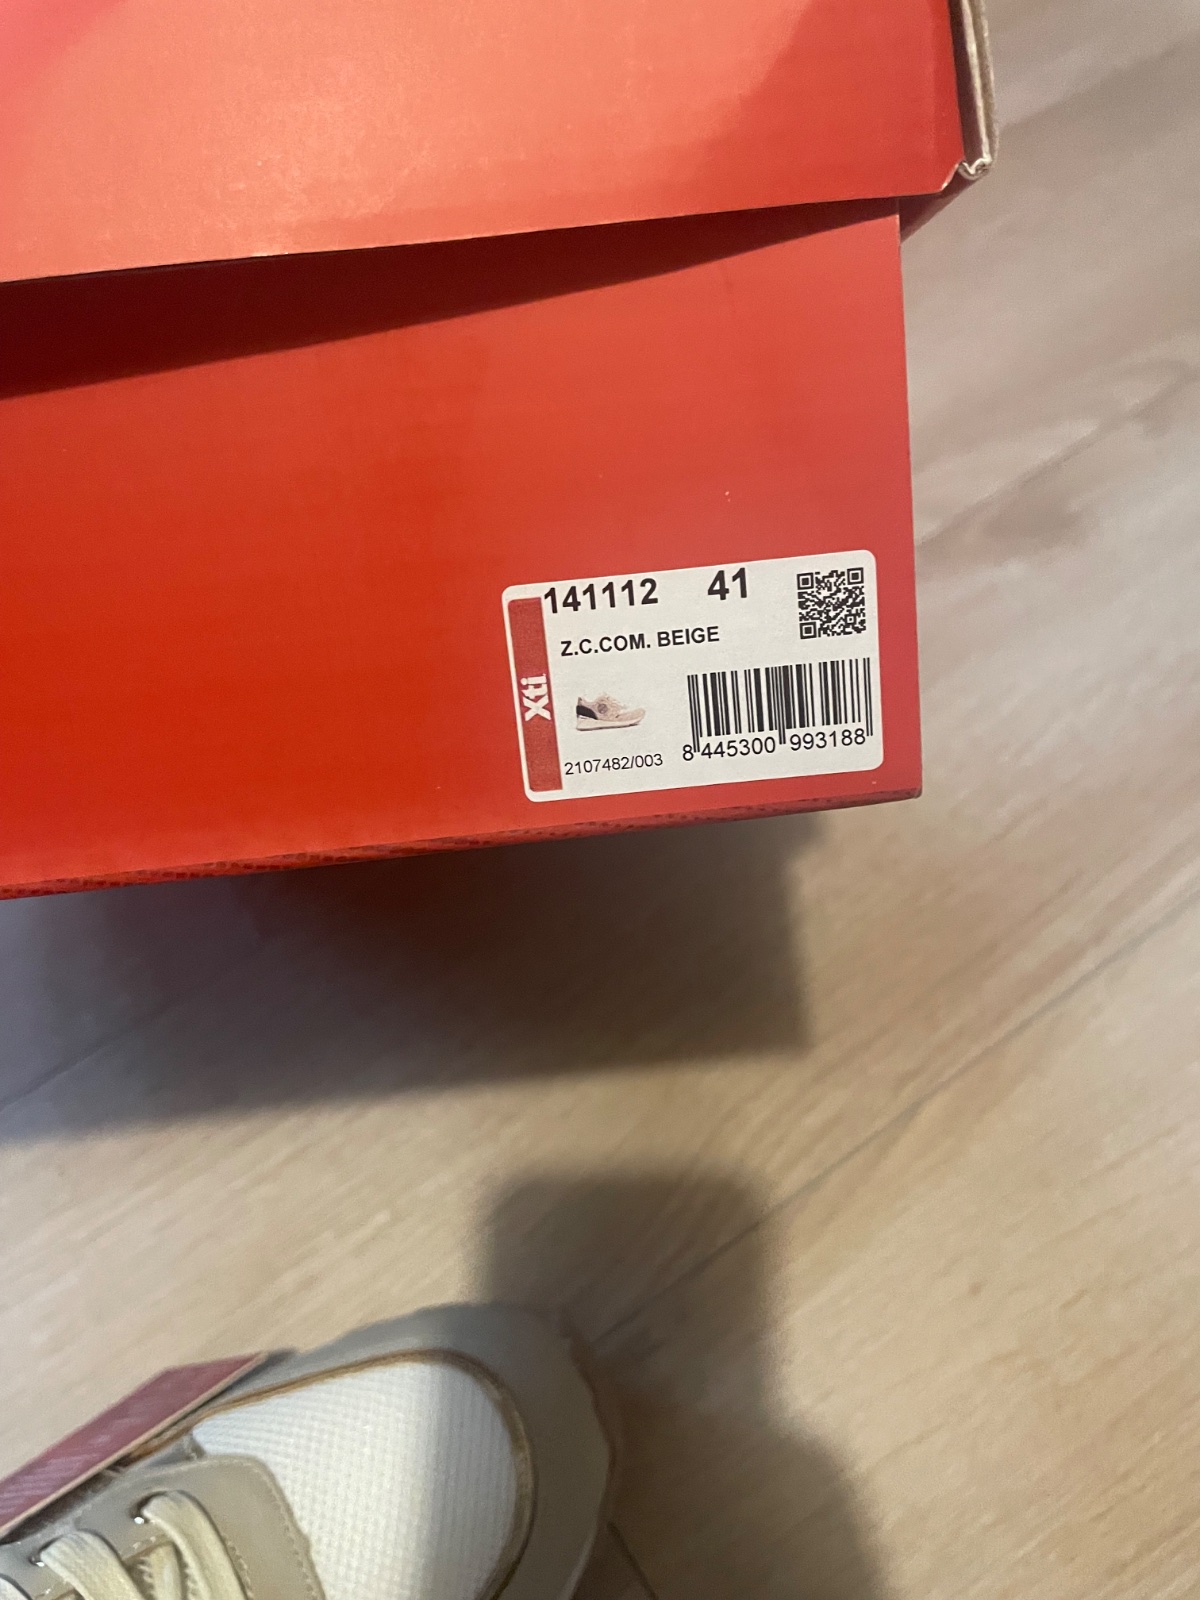 141112 41
Z.C.COM. BEIGE
Xti
2107482/003
8 445300 993188